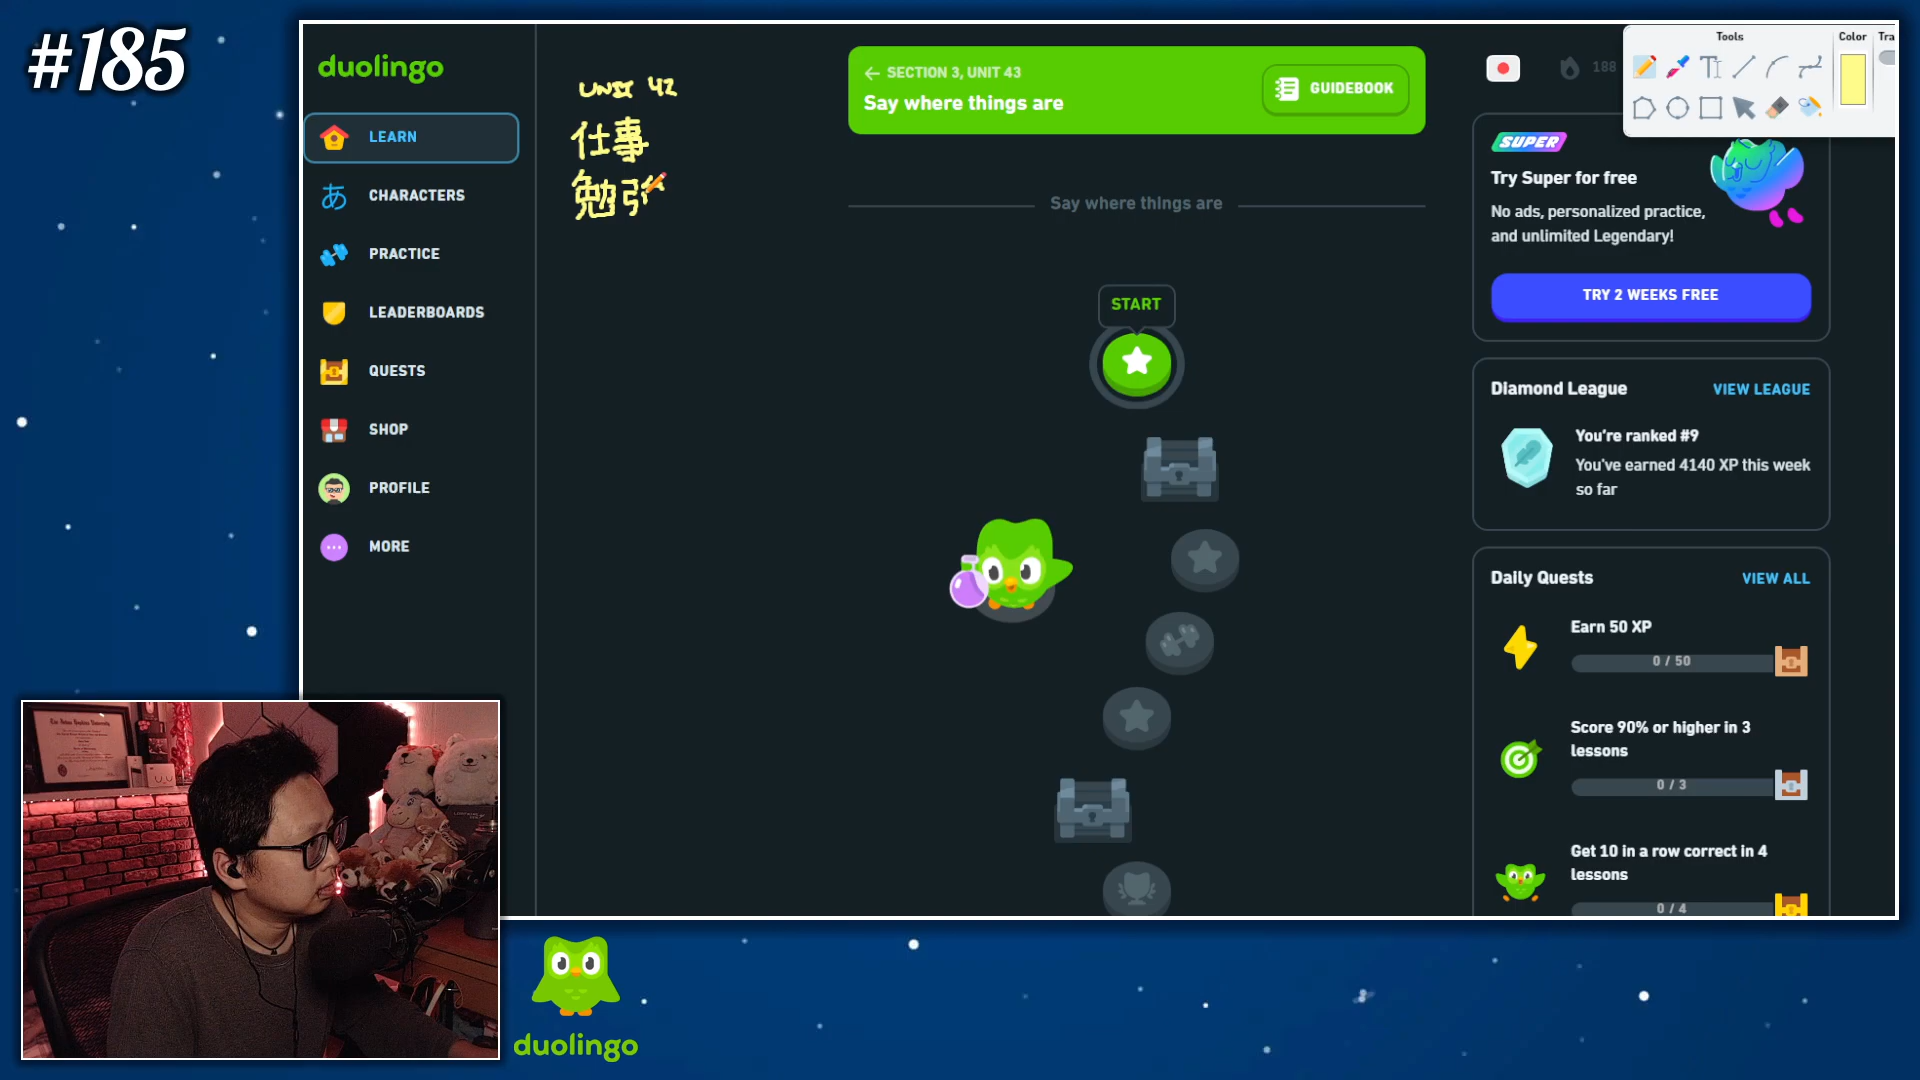 #185
duolingo
LEARN
CHARACTERS
PRACTICE
LEADERBOARDS
QUESTS
SHOP
PROFILE
MORE
UNIT 42
仕事
勉強
SECTION 3, UNIT 43
Say where things are
GUIDEBOOK
Say where things are
START
188
Tools
Color
Tra
SUPER
Try Super for free
No ads, personalized practice,
and unlimited Legendary!
TRY 2 WEEKS FREE
Diamond League
VIEW LEAGUE
You're ranked #9
You've earned 4140 XP this week
so far
Daily Quests
VIEW ALL
Earn 50 XP
0 / 50
Score 90% or higher in 3
lessons
0 / 3
Get 10 in a row correct in 4
lessons
0 / 4
duolingo